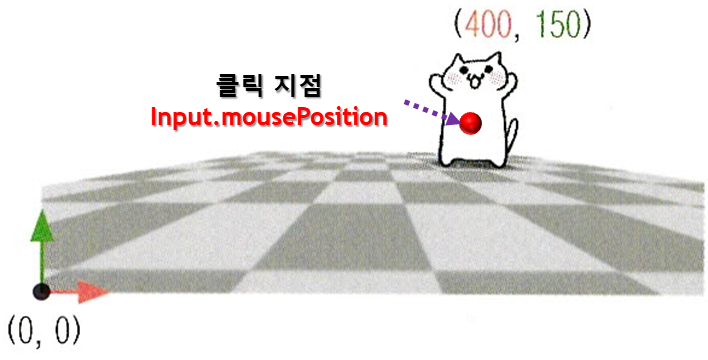 (400, 150)
클릭 지점
Input.mousePosition
(0, 0)